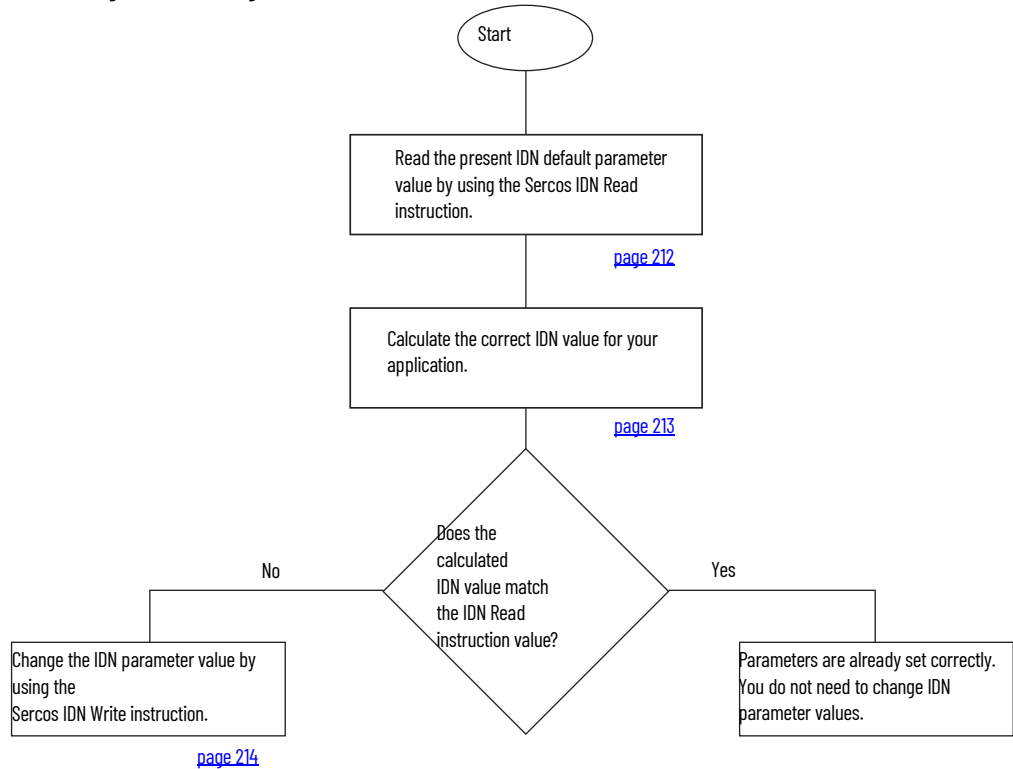 Start
Read the present IDN default parameter
value by using the Sercos IDN Read
instruction.
page 212
Calculate the correct IDN value for your
application.
page 213
Does the
calculated
IDN value match
the IDN Read
instruction value?
No
Yes
Change the IDN parameter value by
using the
Sercos IDN Write instruction.
page 214
Parameters are already set correctly.
You do not need to change IDN
parameter values.